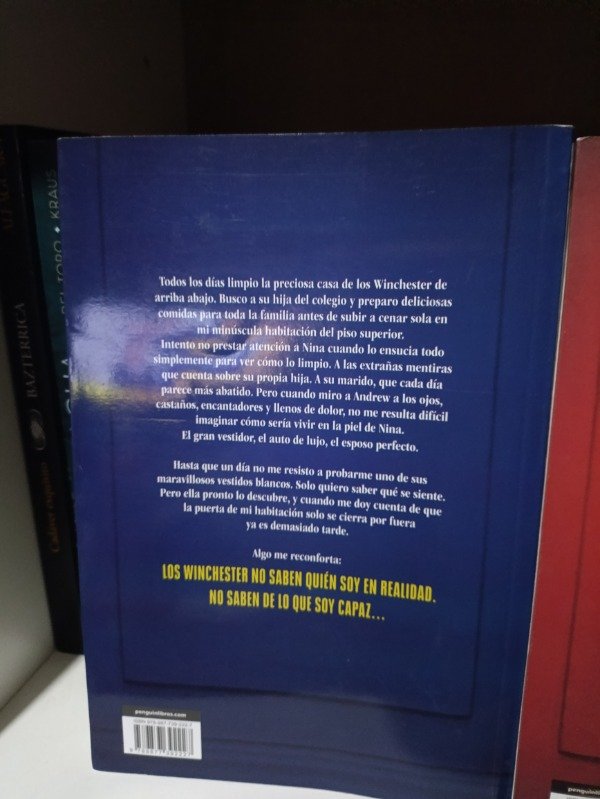 Todos los días limpio la preciosa casa de los Winchester de
arriba abajo. Busco a su hija del colegio y preparo deliciosas
comidas para toda la familia antes de subir a cenar sola en
mi minúscula habitación del piso superior.
Intento no prestar atención a Nina cuando lo ensucia todo
simplemente para ver cómo lo limpio. A las extrañas mentiras
que cuenta sobre su propia hija. A su marido, que cada día
parece más abatido. Pero cuando miro a Andrew a los ojos,
castaños, encantadores y llenos de dolor, no me resulta difícil
imaginar cómo sería vivir en la piel de Nina.
El gran vestidor, el auto de lujo, el esposo perfecto.
Hasta que un día no me resisto a probarme uno de sus
maravillosos vestidos blancos. Solo quiero saber qué se siente.
Pero ella pronto lo descubre, y cuando me doy cuenta de que
la puerta de mi habitación solo se cierra por fuera
ya es demasiado tarde.
Algo me reconforta:
LOS WINCHESTER NO SABEN QUIÉN SOY EN REALIDAD.
NO SABEN DE LO QUE SOY CAPAZ...
penguinlibros.com
BAZTERRICA
Cadáver exquisito
DEL TORO • KRAUS